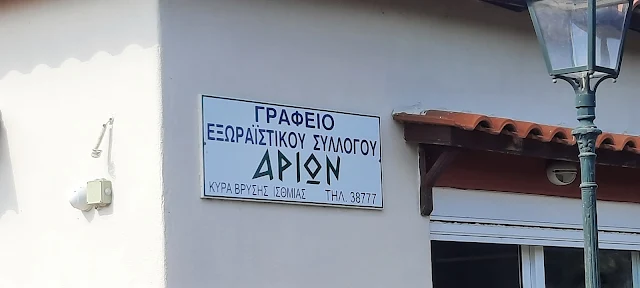 ΓΡΑΦΕΙΟ
ΕΞΩΡΑΪΣΤΙΚΟΥ ΣΥΛΛΟΓΟΥ
ΑΡΙΩΝ
ΚΥΡΑ ΒΡΥΣΗΣ ΙΣΘΜΙΑΣ ΤΗΛ. 38777